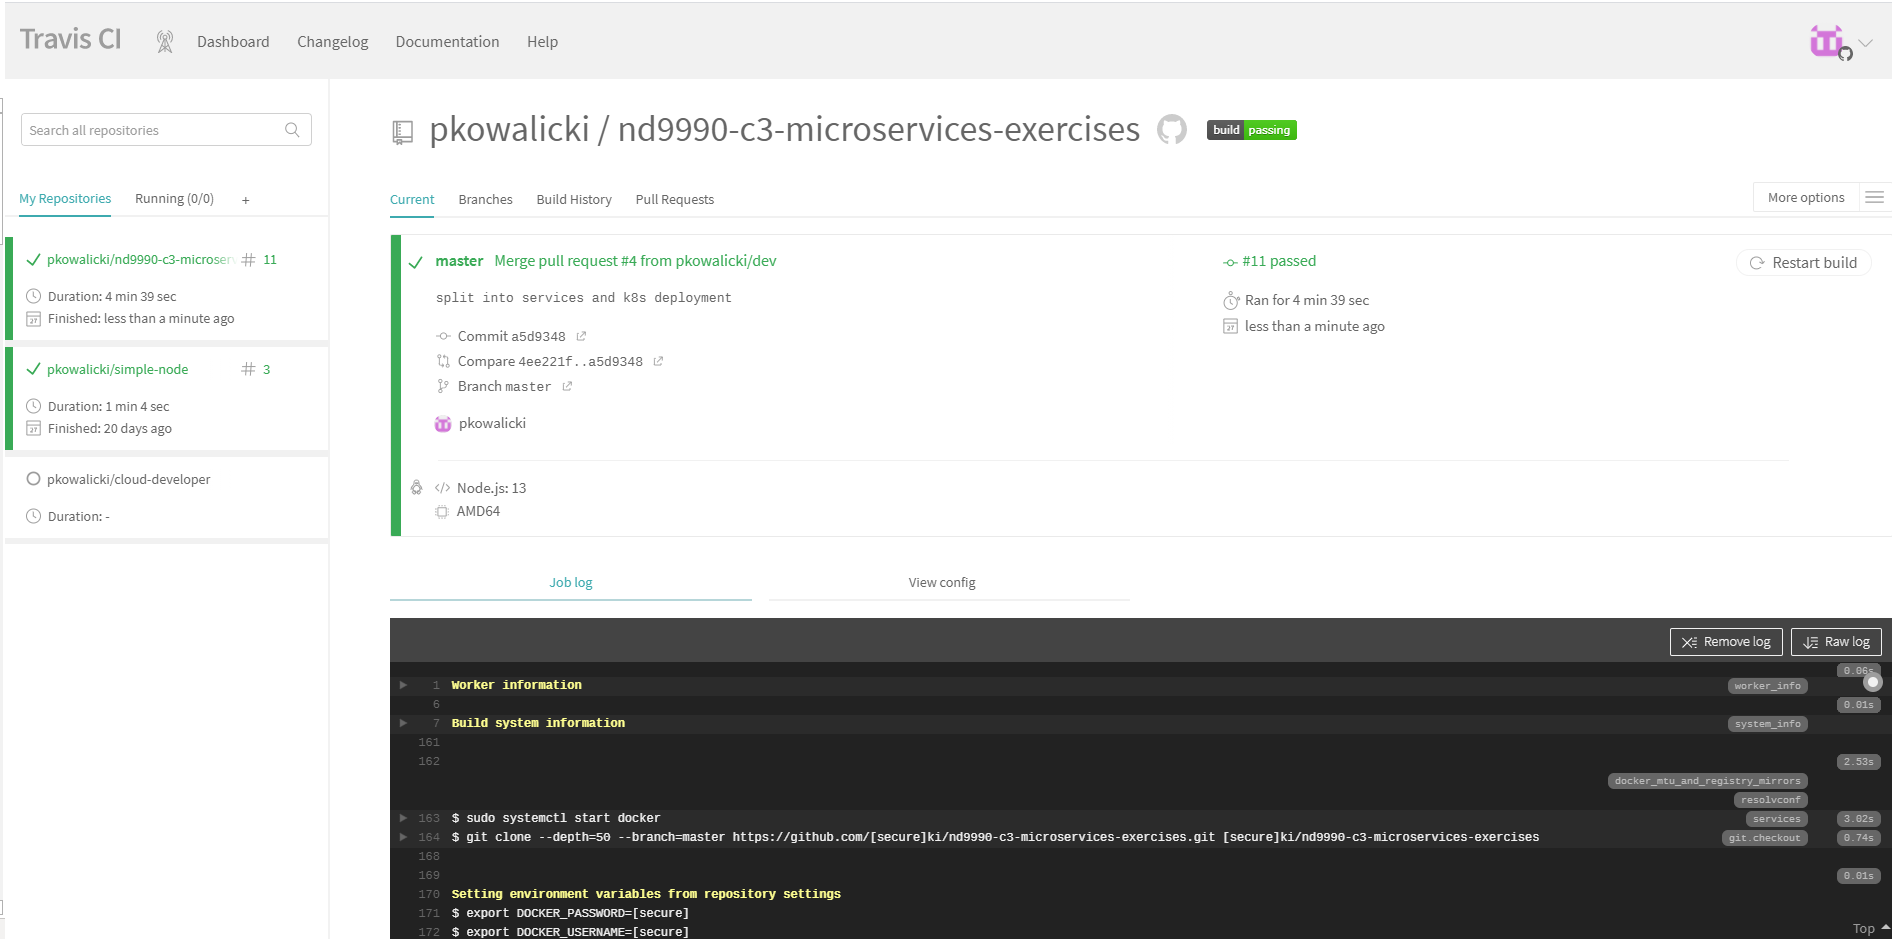 Travis CI Dashboard Changelog Documentation Help
Search all repositories
My Repositories Running (0/0) +
pkowalicki/nd9990-c3-microser # 11
Duration: 4 min 39 sec
Finished: less than a minute ago
pkowalicki/simple-node # 3
Duration: 1 min 4 sec
Finished: 20 days ago
pkowalicki/cloud-developer
Duration: -
pkowalicki / nd9990-c3-microservices-exercises build passing
Current Branches Build History Pull Requests
More options
master Merge pull request #4 from pkowalicki/dev
split into services and k8s deployment
Commit a5d9348
Compare 4ee221f..a5d9348
Branch master
pkowalicki
#11 passed
Ran for 4 min 39 sec
less than a minute ago
Restart build
Node.js: 13
AMD64
Job log View config
Remove log Raw log
0.06s
1 Worker information worker_info
6 0.01s
7 Build system information system_info
161
162 2.53s
docker_mtu_and_registry_mirrors
resolvconf
163 $ sudo systemctl start docker services 3.02s
164 $ git clone --depth=50 --branch=master https://github.com/[secure]ki/nd9990-c3-microservices-exercises.git [secure]ki/nd9990-c3-microservices-exercises git.checkout 0.74s
168
169 0.01s
170 Setting environment variables from repository settings
171 $ export DOCKER_PASSWORD=[secure]
172 $ export DOCKER_USERNAME=[secure]
Top